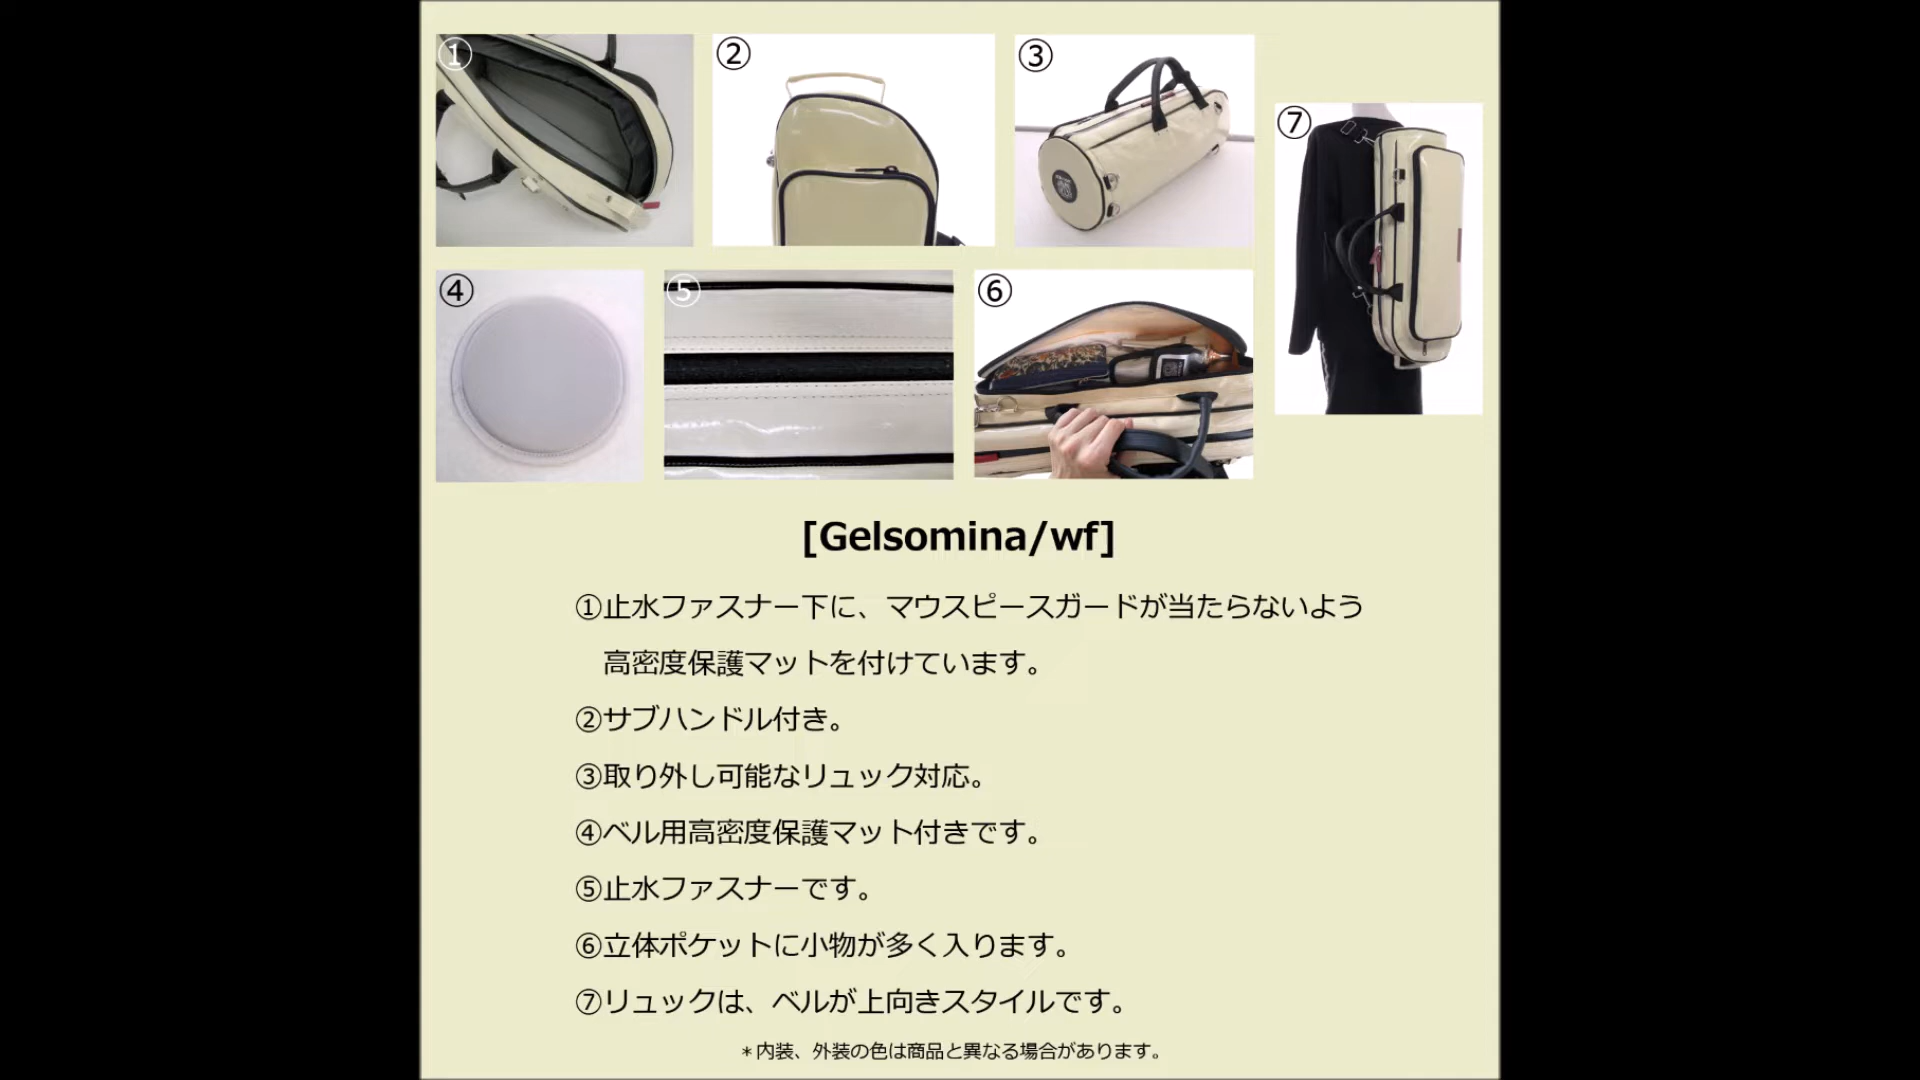 ①
②
③
⑦
④
⑤
⑥
[Gelsomina/wf]
①止水ファスナー下に、マウスピースガードが当たらないよう
高密度保護マットを付けています。
②サブハンドル付き。
③取り外し可能なリュック対応。
④ベル用高密度保護マット付きです。
⑤止水ファスナーです。
⑥立体ポケットに小物が多く入ります。
⑦リュックは、ベルが上向きスタイルです。
＊内装、外装の色は商品と異なる場合があります。